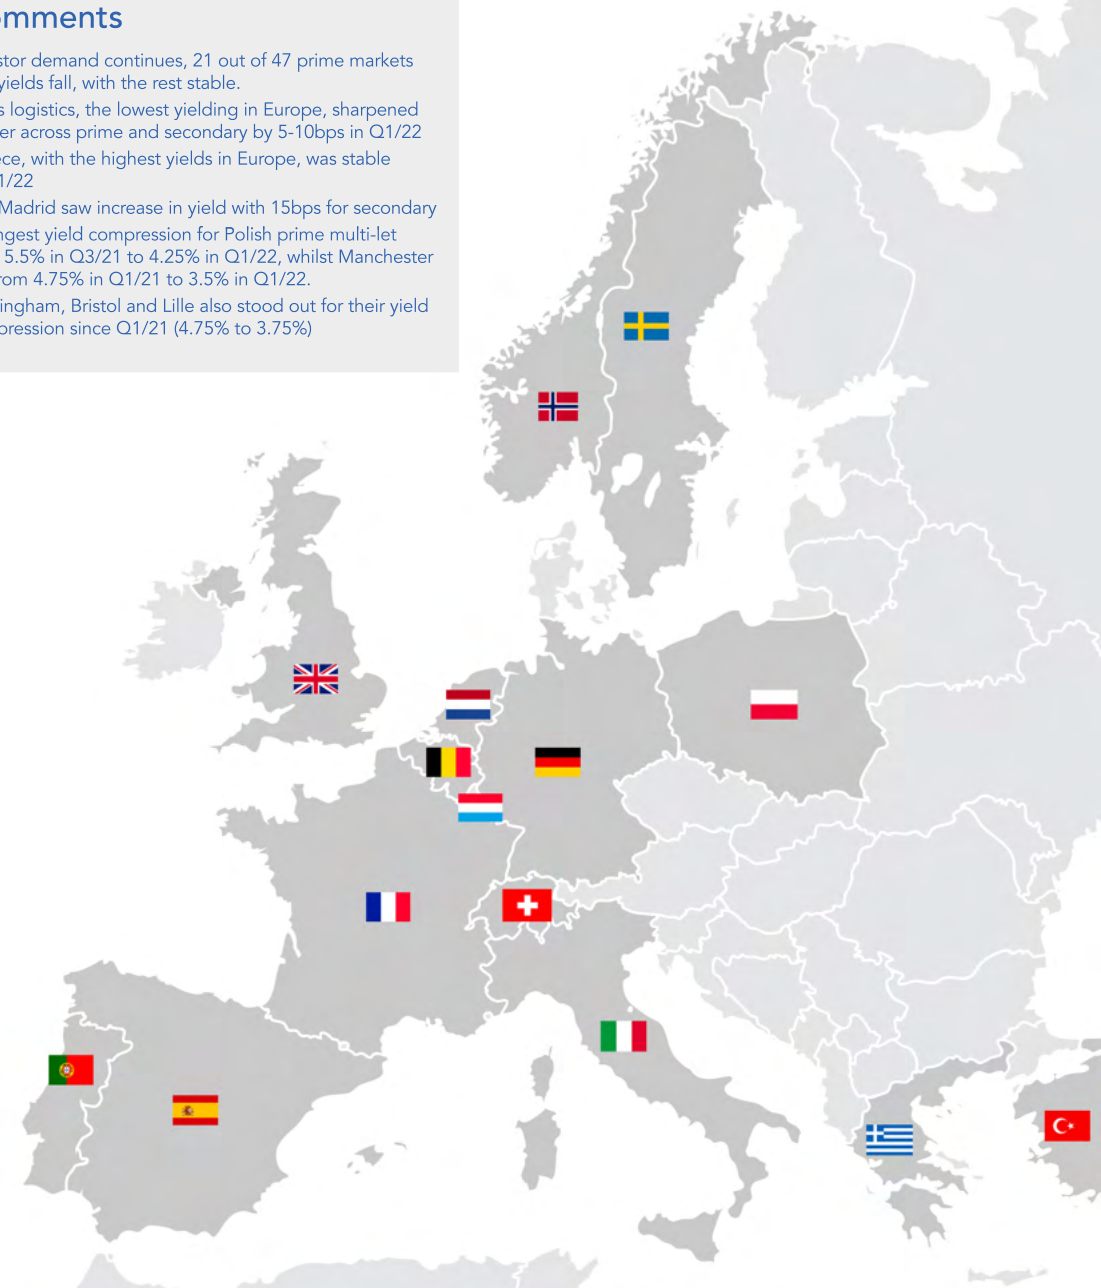 mments
stor demand continues, 21 out of 47 prime markets
yields fall, with the rest stable.
s logistics, the lowest yielding in Europe, sharpened
er across prime and secondary by 5-10bps in Q1/22
ece, with the highest yields in Europe, was stable
1/22
Madrid saw increase in yield with 15bps for secondary
ngest yield compression for Polish prime multi-let
5.5% in Q3/21 to 4.25% in Q1/22, whilst Manchester
rom 4.75% in Q1/21 to 3.5% in Q1/22.
ingham, Bristol and Lille also stood out for their yield
pression since Q1/21 (4.75% to 3.75%)